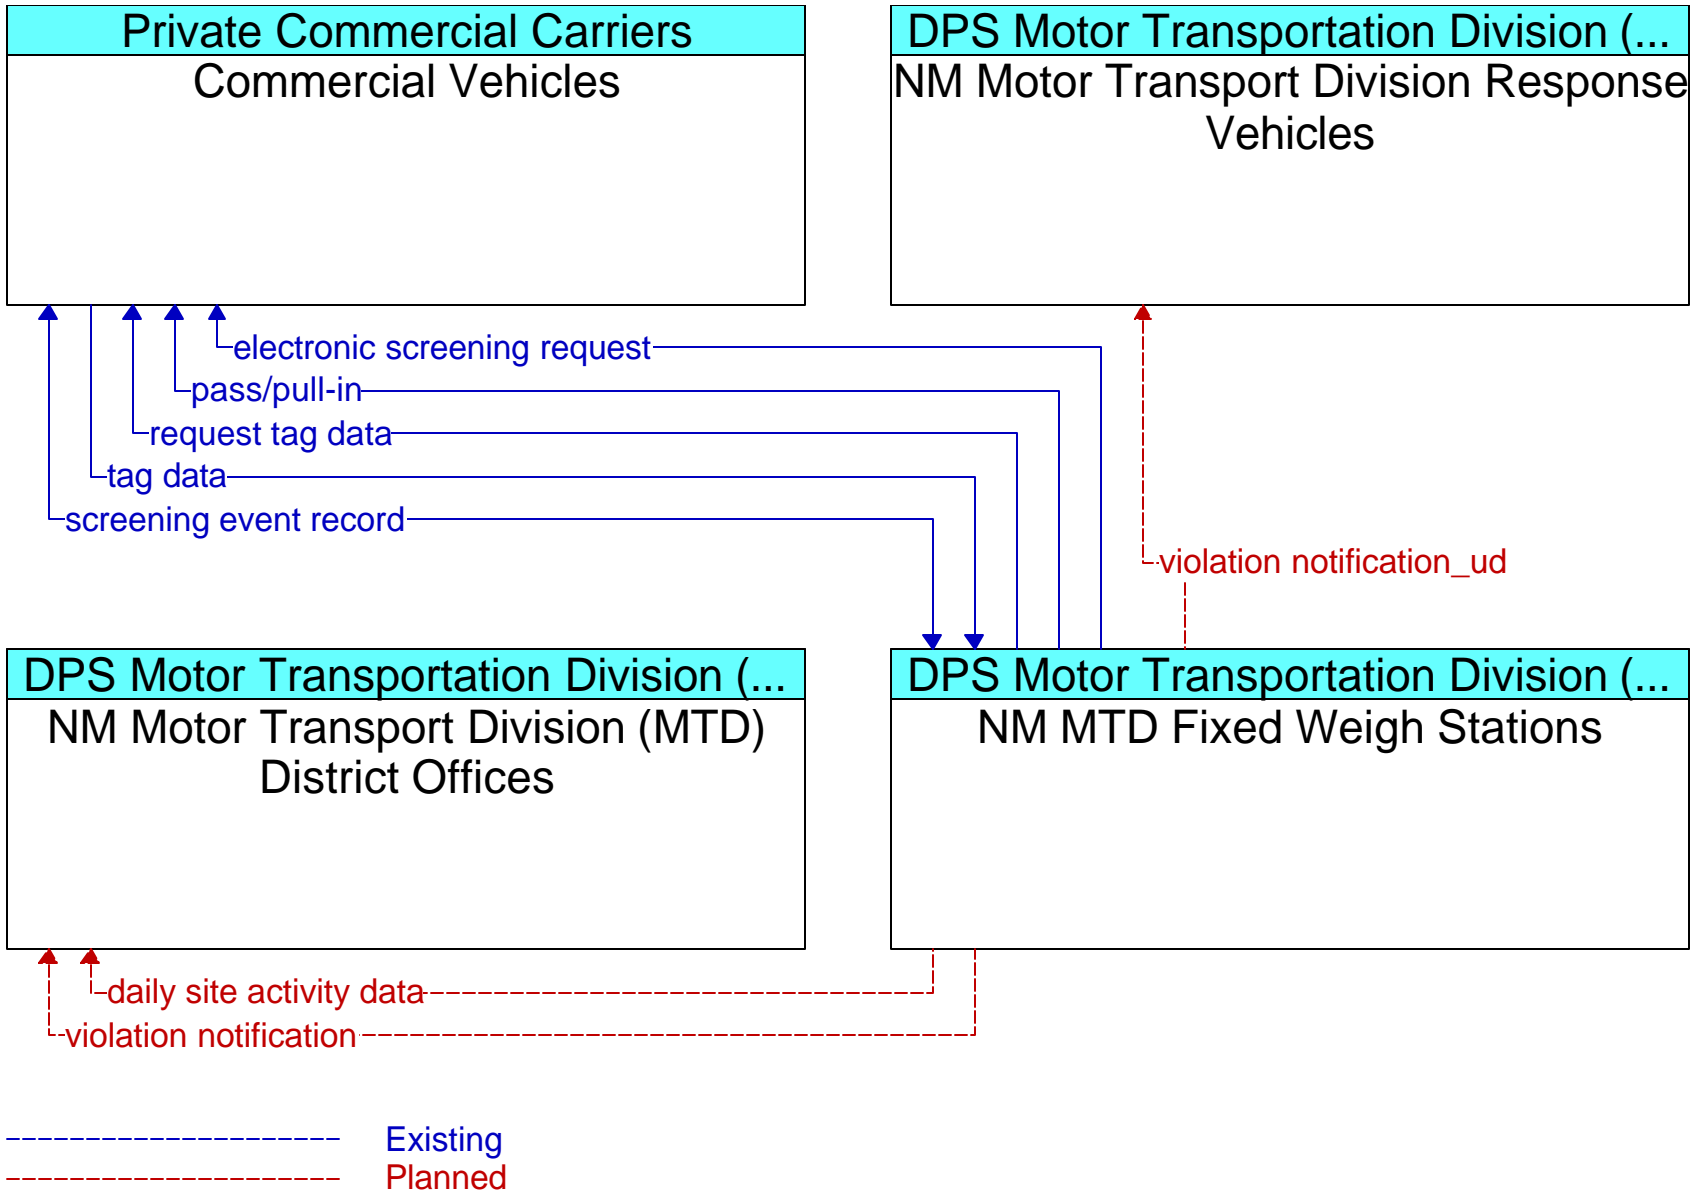 Private Commercial Carriers
Commercial Vehicles
DPS Motor Transportation Division (...
NM Motor Transport Division Response
Vehicles
electronic screening request
pass/pull-in
request tag data
tag data
screening event record
violation notification_ud
DPS Motor Transportation Division (...
NM Motor Transport Division (MTD)
District Offices
DPS Motor Transportation Division (...
NM MTD Fixed Weigh Stations
daily site activity data
violation notification
Existing
Planned